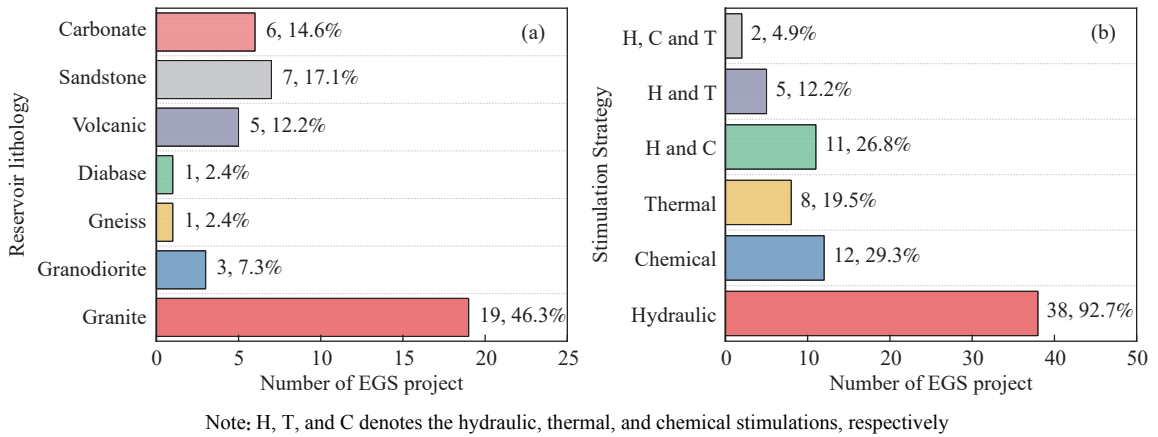 (a)
Reservoir lithology
Carbonate 6, 14.6%
Sandstone 7, 17.1%
Volcanic 5, 12.2%
Diabase 1, 2.4%
Gneiss 1, 2.4%
Granodiorite 3, 7.3%
Granite 19, 46.3%
0 5 10 15 20 25
Number of EGS project
(b)
Stimulation Strategy
H, C and T 2, 4.9%
H and T 5, 12.2%
H and C 11, 26.8%
Thermal 8, 19.5%
Chemical 12, 29.3%
Hydraulic 38, 92.7%
0 10 20 30 40 50
Number of EGS project
Note: H, T, and C denotes the hydraulic, thermal, and chemical stimulations, respectively